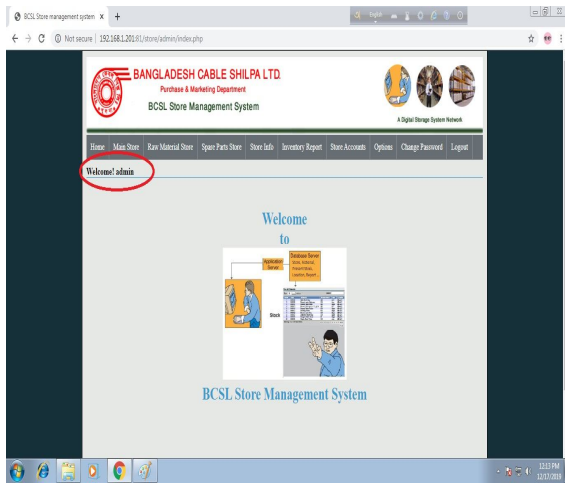 BCSL Store management system
English
Not secure | 192.168.1.201:81/store/admin/index.php
BANGLADESH CABLE SHILPA LTD.
Purchase & Marketing Department
BCSL Store Management System
A Digital Storage System Network
Home Main Store Raw Material Store Spare Parts Store Store Info Inventory Report Store Accounts Options Change Password Logout
Welcome! admin
Welcome
to
Application
Server
Database Server
Stock
BCSL Store Management System
12:13 PM
12/17/2019